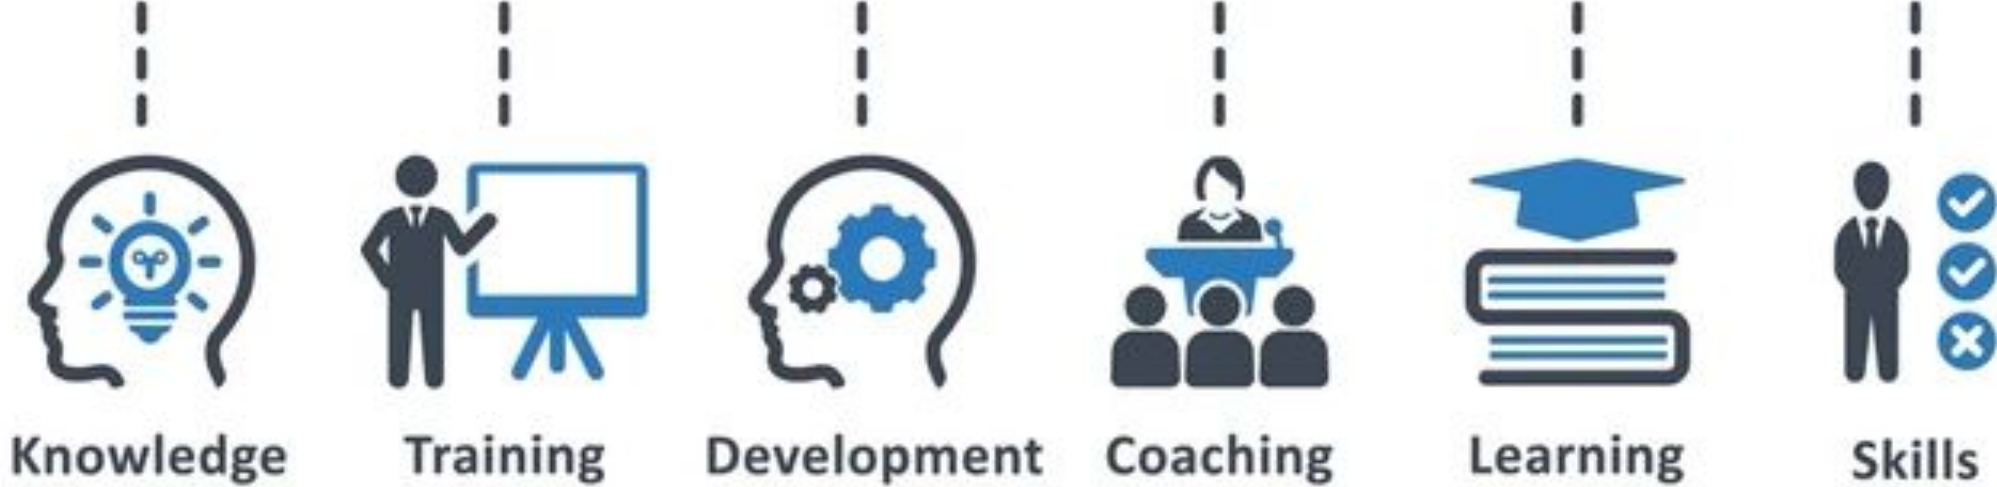 Knowledge
Training
Development
Coaching
Learning
Skills